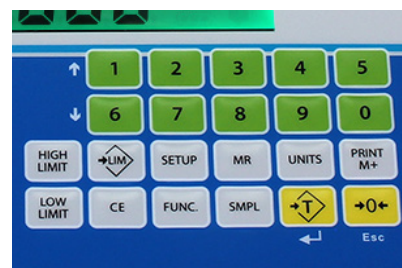 1 2 3 4 5
6 7 8 9 0
HIGH LIMIT LIM SETUP MR UNITS PRINT M+
LOW LIMIT CE FUNC. SMPL T 0
Esc